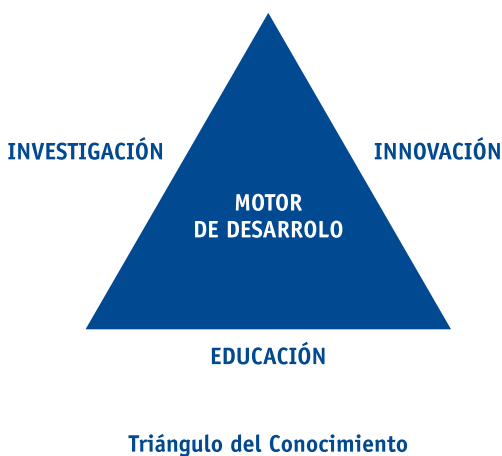 INVESTIGACIÓN
INNOVACIÓN
MOTOR
DE DESARROLO
EDUCACIÓN
Triángulo del Conocimiento